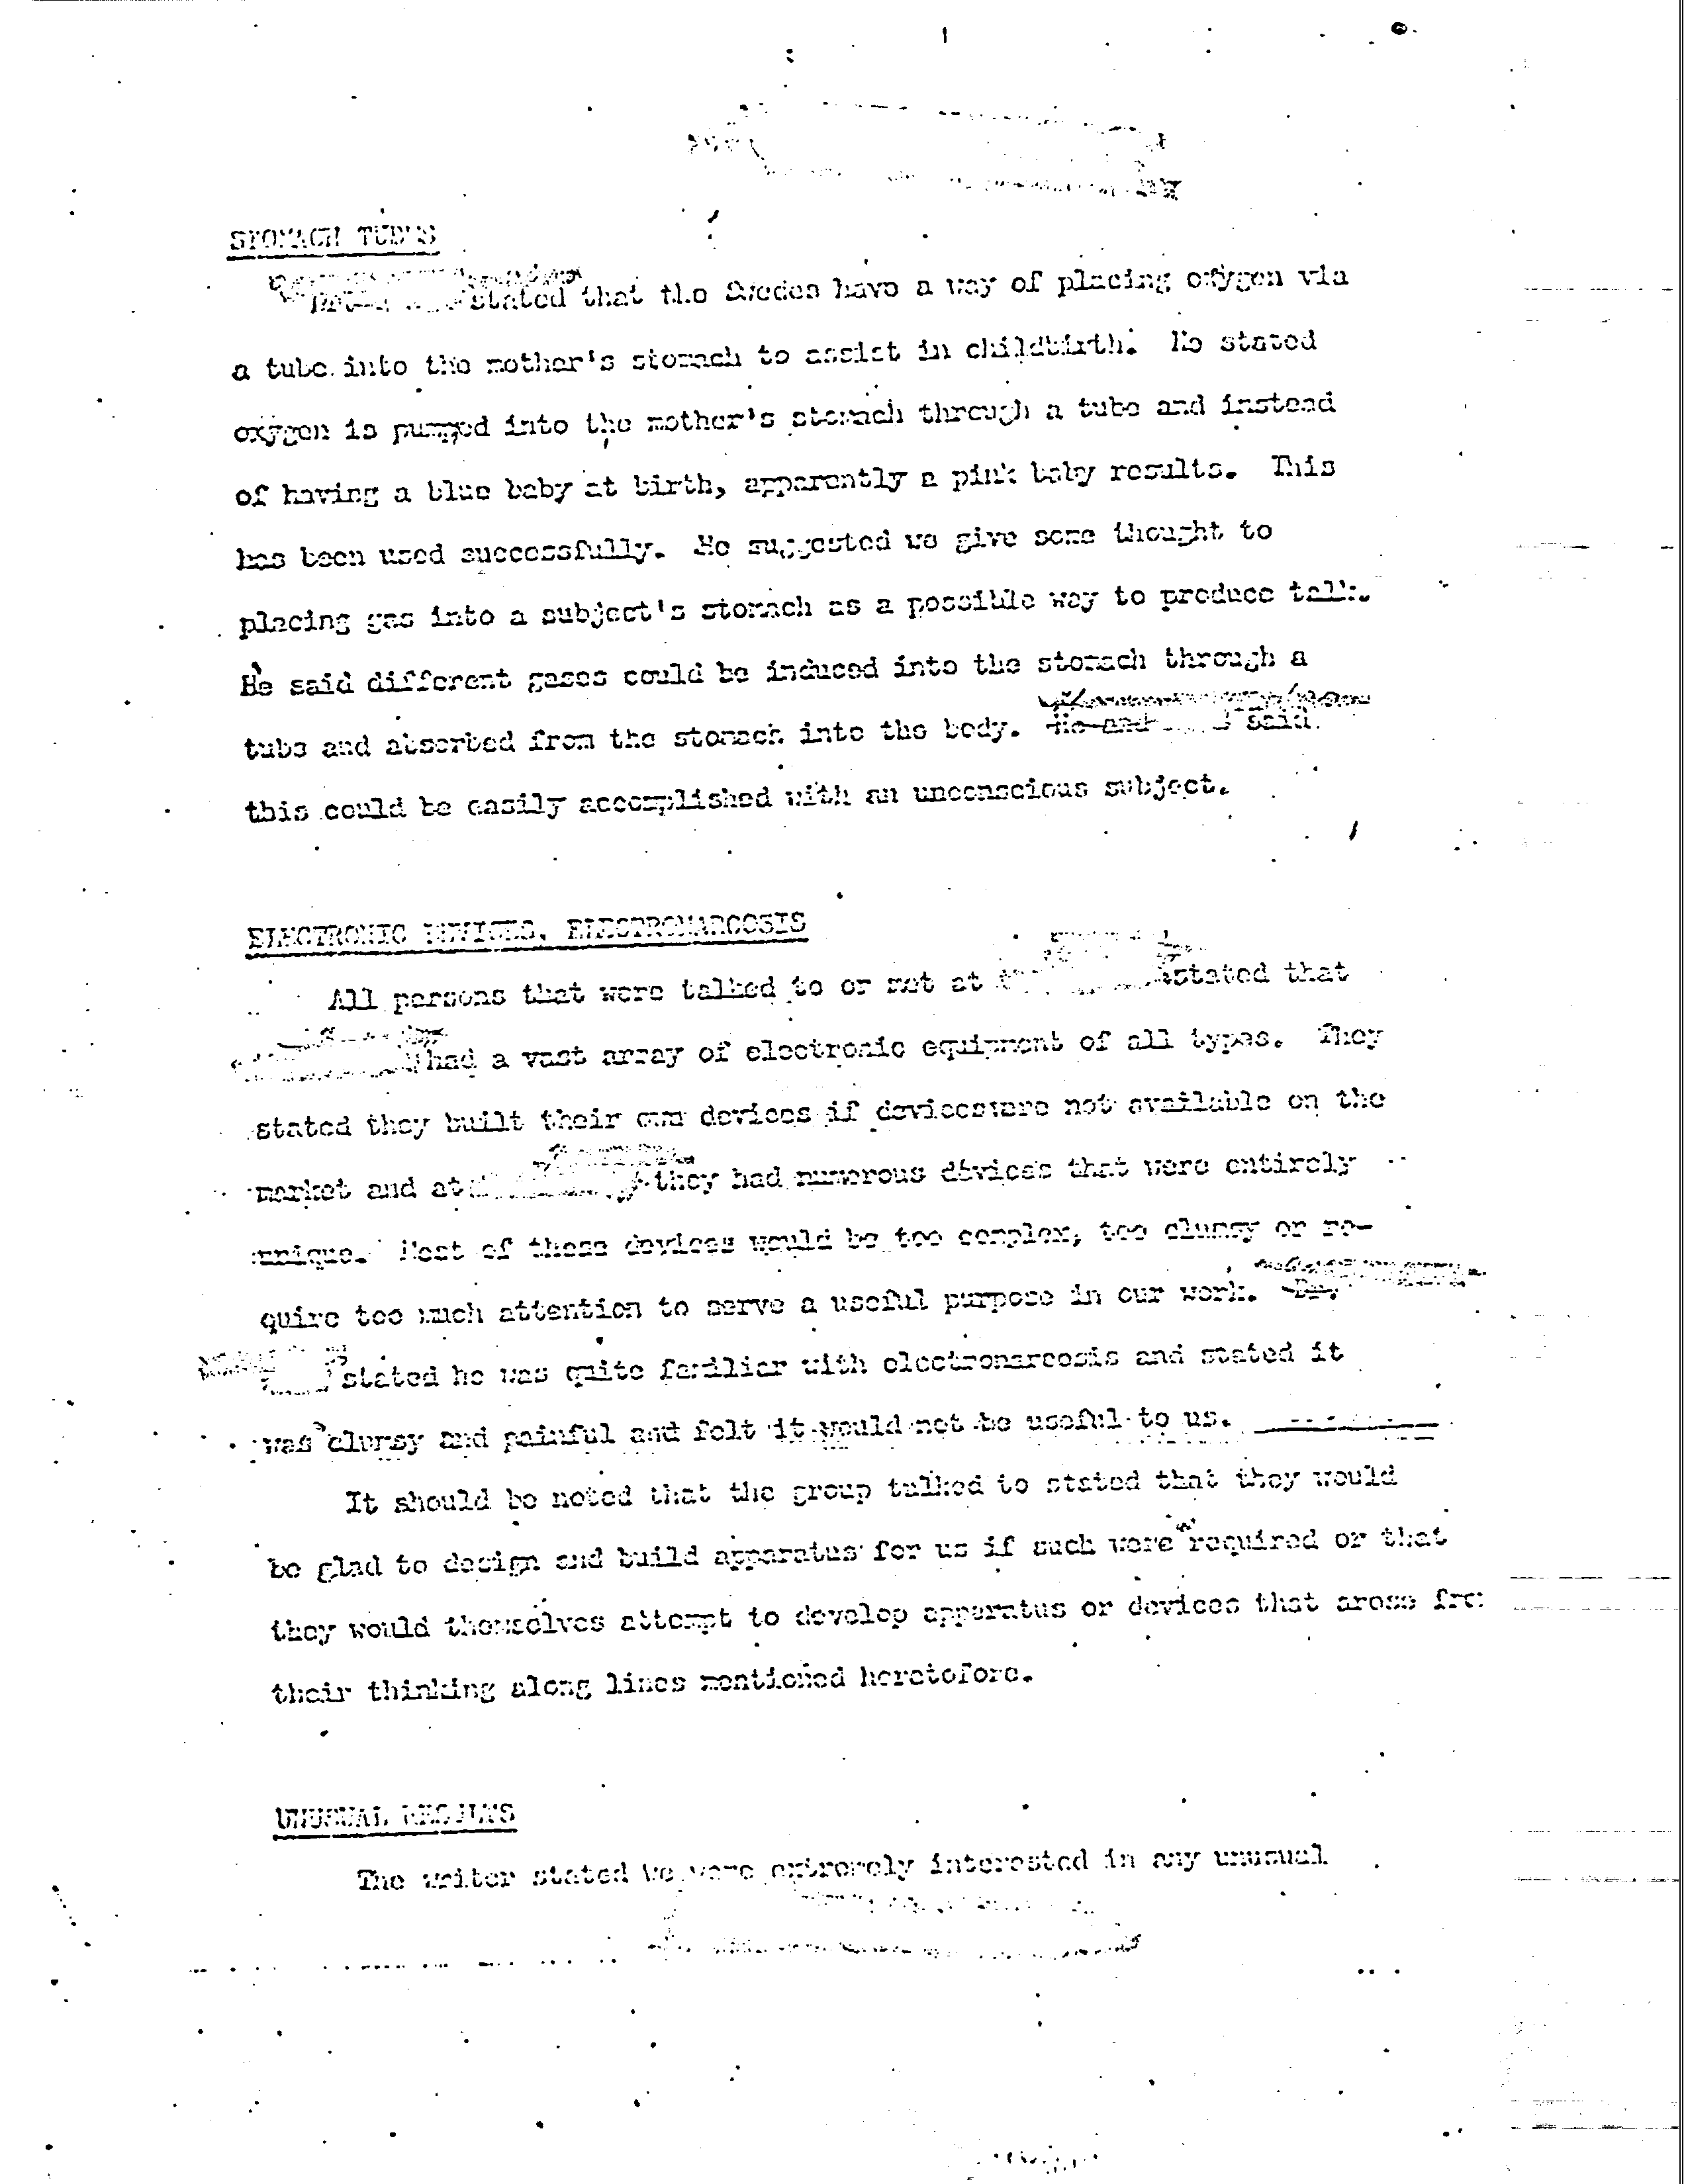 STOMACH TUBES
stated that the Swedes have a way of placing oxygen via
a tube into the mother's stomach to assist in childbirth. He stated
oxygen is pumped into the mother's stomach through a tube and instead
of having a blue baby at birth, apparently a pink baby results. This
has been used successfully. He suggested we give some thought to
placing gas into a subject's stomach as a possible way to produce talk.
He said different gases could be induced into the stomach through a
tube and absorbed from the stomach into the body. He and said
this could be easily accomplished with an unconscious subject.
ELECTRONIC DEVICES, ELECTRONARCOSIS
All persons that were talked to or met at stated that
had a vast array of electronic equipment of all types. They
stated they built their own devices if devices were not available on the
market and at they had numerous devices that were entirely
unique. Most of these devices would be too complex, too clumsy or re-
quire too much attention to serve a useful purpose in our work.
stated he was quite familiar with electronarcosis and stated it
was clumsy and painful and felt it would not be useful to us.
It should be noted that the group talked to stated that they would
be glad to design and build apparatus for us if such were required or that
they would themselves attempt to develop apparatus or devices that arose from
their thinking along lines mentioned heretofore.
UNUSUAL RESULTS
The writer stated we were extremely interested in any unusual